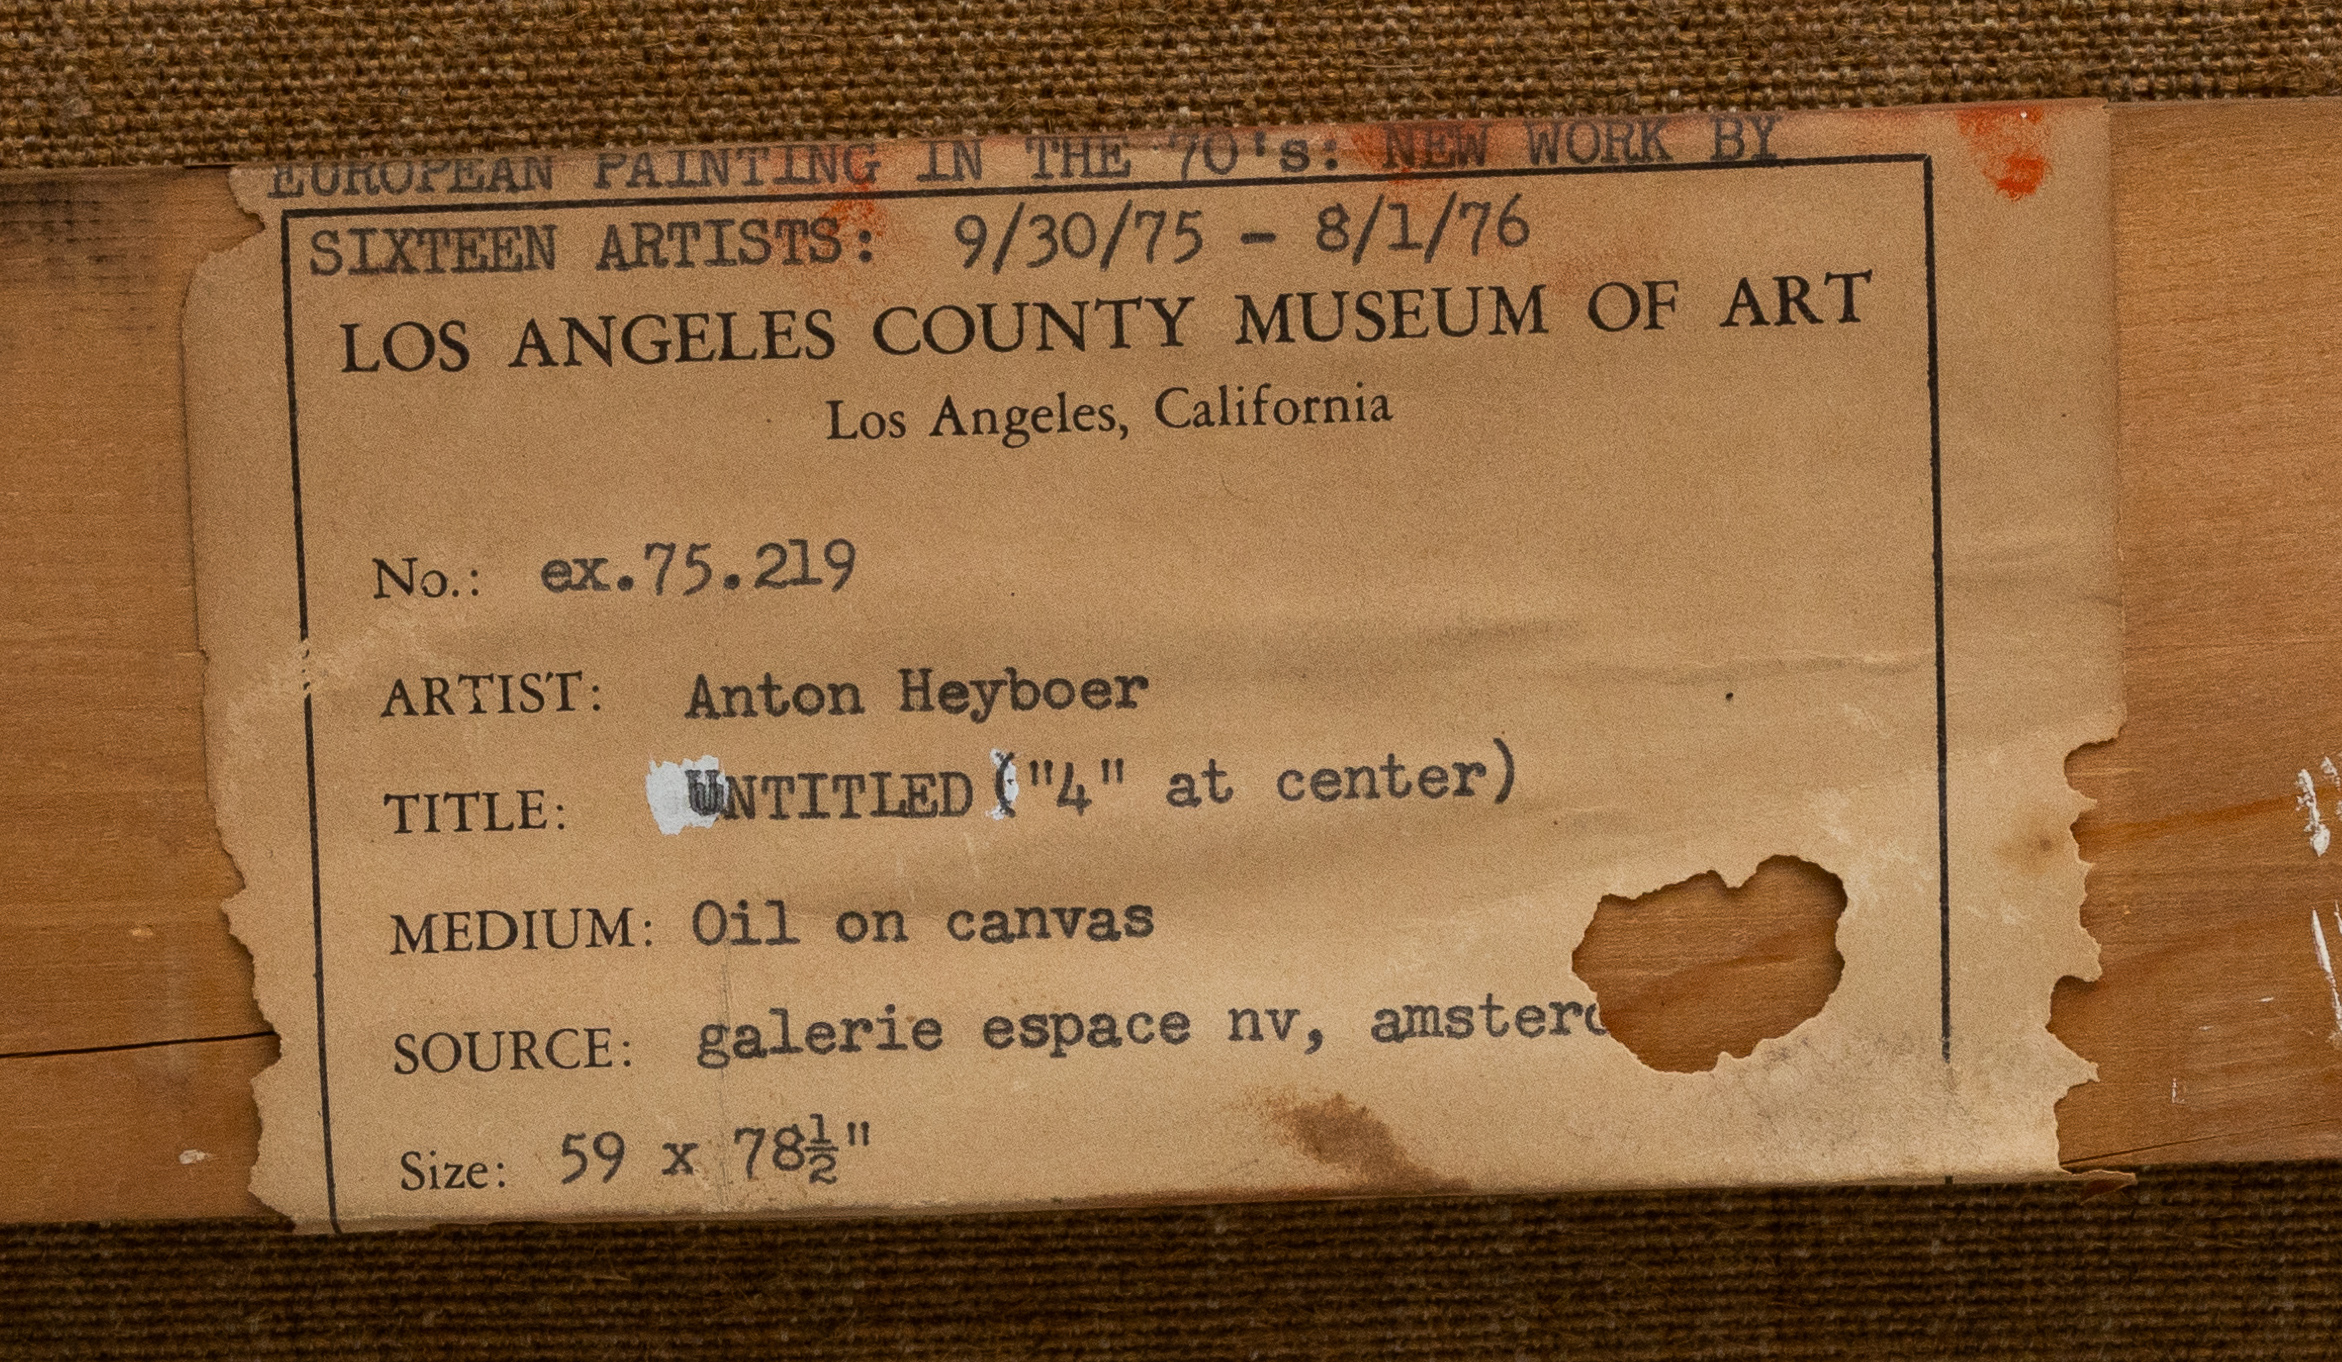 EUROPEAN PAINTING IN THE 70's: NEW WORK BY
SIXTEEN ARTISTS: 9/30/75 - 8/1/76
LOS ANGELES COUNTY MUSEUM OF ART
Los Angeles, California
No.: ex.75.219
ARTIST: Anton Heyboer
TITLE: UNTITLED ("4" at center)
MEDIUM: Oil on canvas
SOURCE: galerie espace nv,
Size: 59 x 78½"